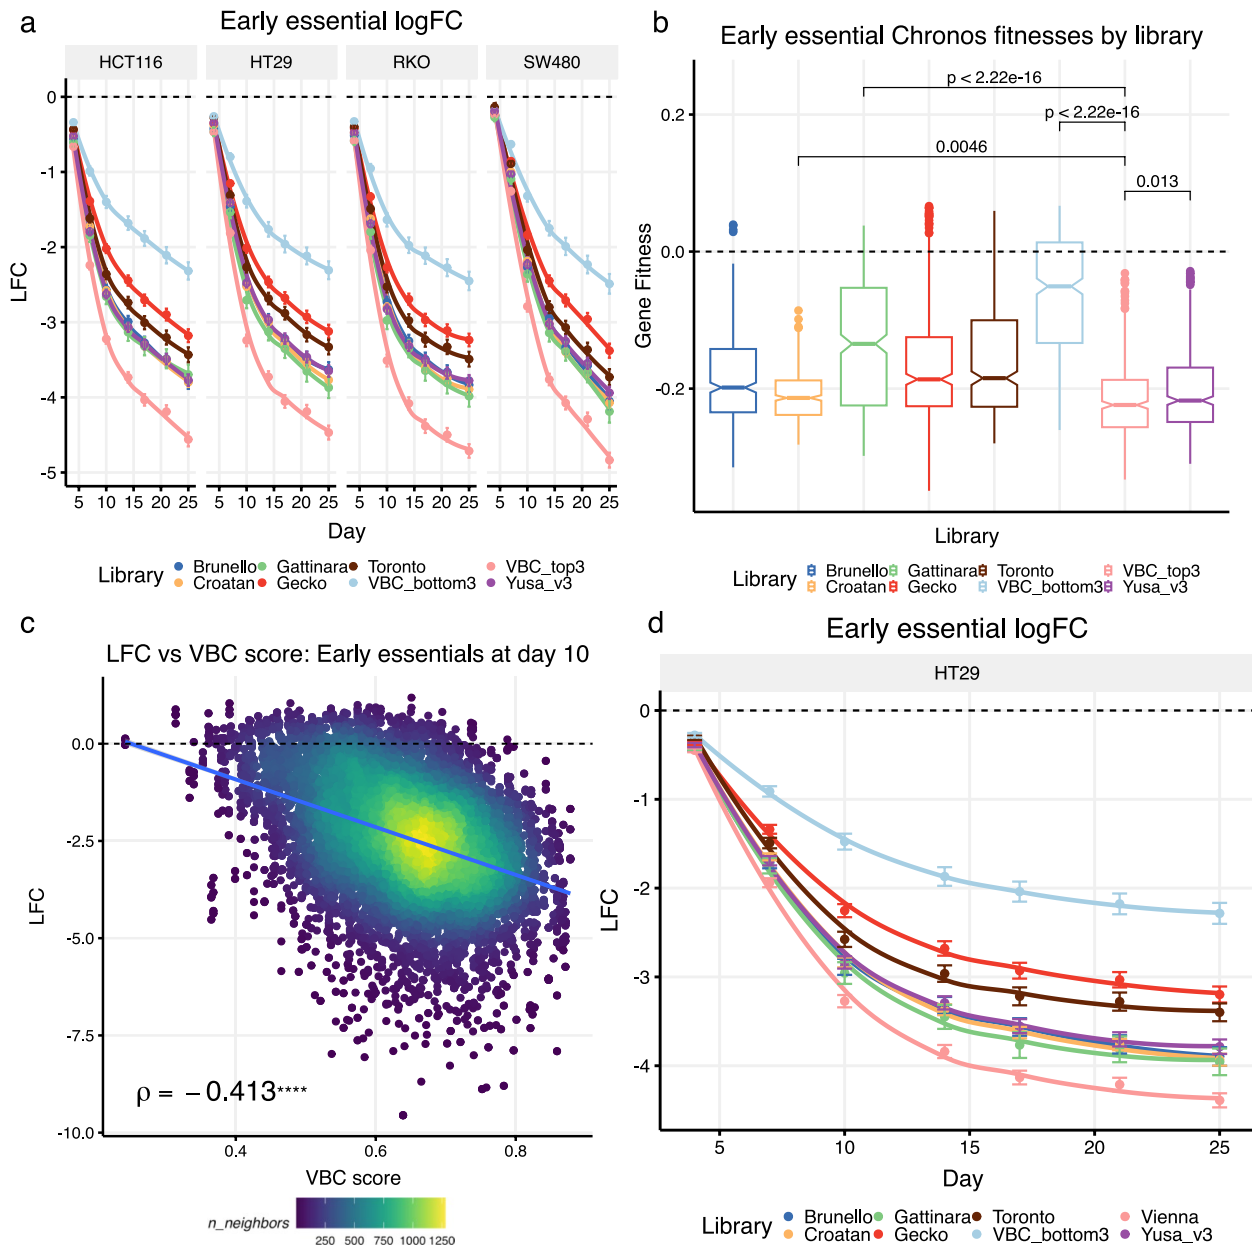 a
Early essential logFC
HCT116 HT29 RKO SW480
0
-1
-2
-3
-4
-5
LFC
5 10 15 20 25 5 10 15 20 25 5 10 15 20 25 5 10 15 20 25
Day
Library Brunello Gattinara Toronto VBC_top3
Croatan Gecko VBC_bottom3 Yusa_v3
b
Early essential Chronos fitnesses by library
p < 2.22e-16
p < 2.22e-16
0.0046
0.013
0.2
0.0
-0.2
Gene Fitness
Library
Library Brunello Gattinara Toronto VBC_top3
Croatan Gecko VBC_bottom3 Yusa_v3
c
LFC vs VBC score: Early essentials at day 10
0.0
-2.5
-5.0
-7.5
-10.0
LFC
ρ = −0.413****
0.4 0.6 0.8
VBC score
n_neighbors
250 500 750 1000 1250
d
Early essential logFC
HT29
0
-1
-2
-3
-4
LFC
5 10 15 20 25
Day
Library Brunello Gattinara Toronto Vienna
Croatan Gecko VBC_bottom3 Yusa_v3